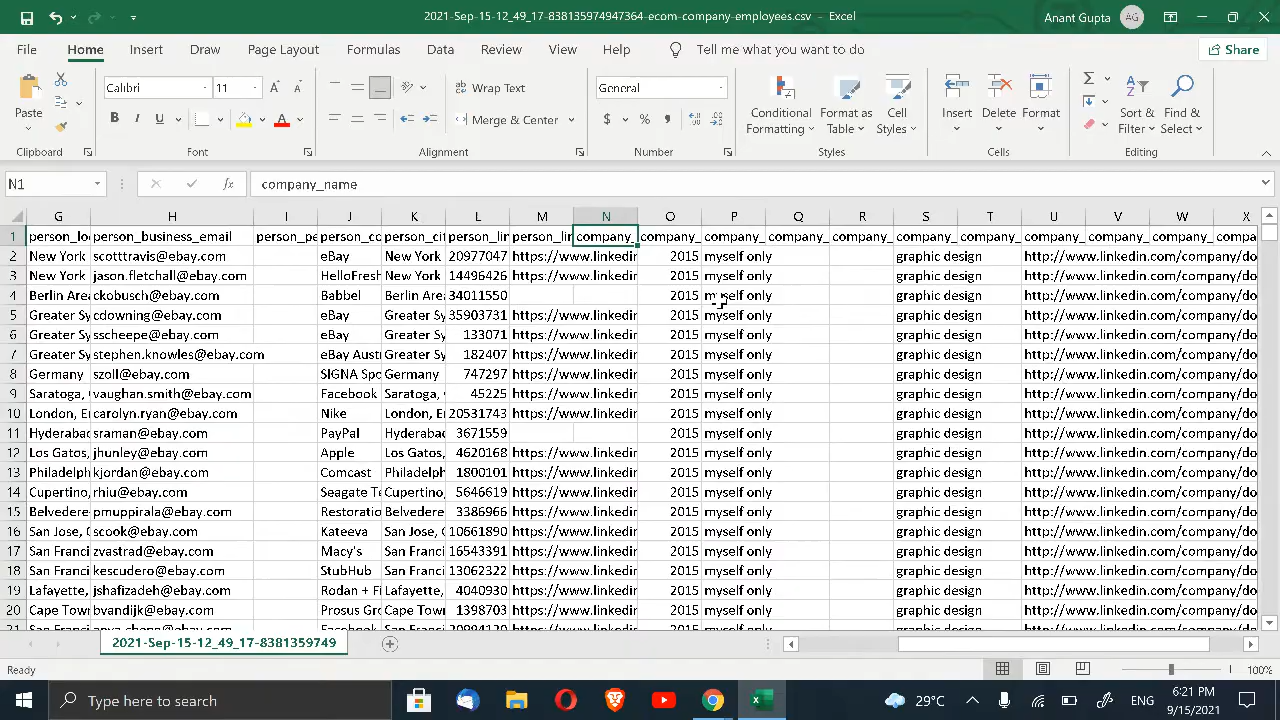 2021-Sep-15-12_49_17-838135974947364-ecom-company-employees.csv - Excel
Anant Gupta AG
File Home Insert Draw Page Layout Formulas Data Review View Help Tell me what you want to do Share
Paste Calibri 11 Wrap Text General Conditional Formatting Format as Table Cell Styles Insert Delete Format Sort & Filter Find & Select
B I U A Merge & Center $ % ,
Clipboard Font Alignment Number Styles Cells Editing
N1 fx company_name
G H I J K L M N O P Q R S T U V W X
1 person_lo person_business_email person_pe person_co person_cit person_lin person_lin company_ company_ company_ company_ company_ company_ company_ company_ company_ company_ compa
2 New York scotttravis@ebay.com eBay New York 20977047 https://www.linkedin 2015 myself only graphic design http://www.linkedin.com/company/do
3 New York jason.fletchall@ebay.com HelloFresh New York 14496426 https://www.linkedin 2015 myself only graphic design http://www.linkedin.com/company/do
4 Berlin Area ckobusch@ebay.com Babbel Berlin Area 34011550 2015 myself only graphic design http://www.linkedin.com/company/do
5 Greater Sy cdowning@ebay.com eBay Greater Sy 35903731 https://www.linkedin 2015 myself only graphic design http://www.linkedin.com/company/do
6 Greater Sy sscheepe@ebay.com eBay Greater Sy 133071 https://www.linkedin 2015 myself only graphic design http://www.linkedin.com/company/do
7 Greater Sy stephen.knowles@ebay.com eBay Aust Greater Sy 182407 https://www.linkedin 2015 myself only graphic design http://www.linkedin.com/company/do
8 Germany szoll@ebay.com SIGNA Spo Germany 747297 https://www.linkedin 2015 myself only graphic design http://www.linkedin.com/company/do
9 Saratoga, vaughan.smith@ebay.com Facebook Saratoga, 45225 https://www.linkedin 2015 myself only graphic design http://www.linkedin.com/company/do
10 London, E carolyn.ryan@ebay.com Nike London, E 20531743 https://www.linkedin 2015 myself only graphic design http://www.linkedin.com/company/do
11 Hyderabad sraman@ebay.com PayPal Hyderabad 3671559 2015 myself only graphic design http://www.linkedin.com/company/do
12 Los Gatos, jhunley@ebay.com Apple Los Gatos, 4620168 https://www.linkedin 2015 myself only graphic design http://www.linkedin.com/company/do
13 Philadelph kjordan@ebay.com Comcast Philadelph 1800101 https://www.linkedin 2015 myself only graphic design http://www.linkedin.com/company/do
14 Cupertino, rhiu@ebay.com Seagate Te Cupertino, 5646619 https://www.linkedin 2015 myself only graphic design http://www.linkedin.com/company/do
15 Belvedere pmuppirala@ebay.com Restoratio Belvedere 3386966 https://www.linkedin 2015 myself only graphic design http://www.linkedin.com/company/do
16 San Jose, C scook@ebay.com Kateeva San Jose, C 10661890 https://www.linkedin 2015 myself only graphic design http://www.linkedin.com/company/do
17 San Franci zvastrad@ebay.com Macy's San Franci 16543391 https://www.linkedin 2015 myself only graphic design http://www.linkedin.com/company/do
18 San Franci kescudero@ebay.com StubHub San Franci 13062322 https://www.linkedin 2015 myself only graphic design http://www.linkedin.com/company/do
19 Lafayette, jshafizadeh@ebay.com Rodan + Fi Lafayette, 4040930 https://www.linkedin 2015 myself only graphic design http://www.linkedin.com/company/do
20 Cape Town bvandijk@ebay.com Prosus Gro Cape Town 1398703 https://www.linkedin 2015 myself only graphic design http://www.linkedin.com/company/do
2021-Sep-15-12_49_17-8381359749
Ready 100%
Type here to search 29°C ENG 6:21 PM
9/15/2021